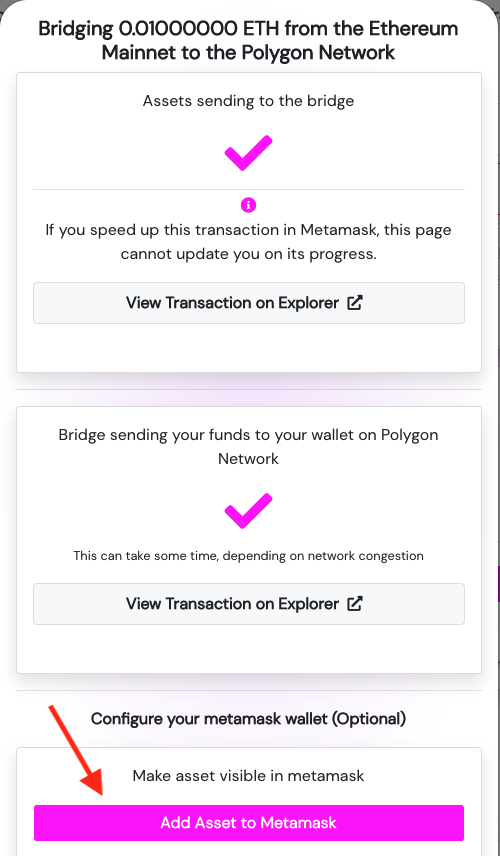 Bridging 0.01000000 ETH from the Ethereum
Mainnet to the Polygon Network
Assets sending to the bridge
If you speed up this transaction in Metamask, this page
cannot update you on its progress.
View Transaction on Explorer
Bridge sending your funds to your wallet on Polygon
Network
This can take some time, depending on network congestion
View Transaction on Explorer
Configure your metamask wallet (Optional)
Make asset visible in metamask
Add Asset to Metamask